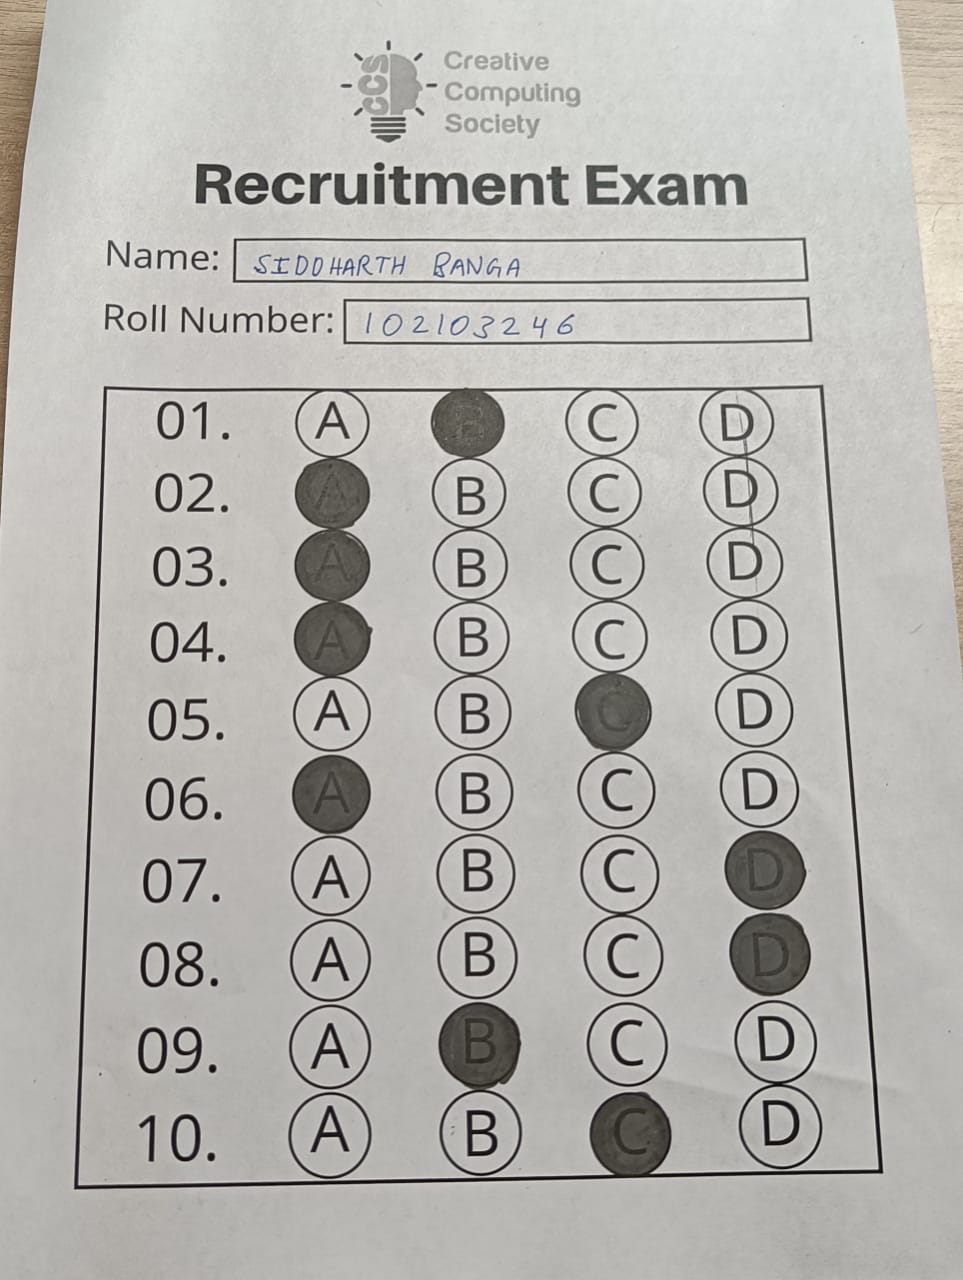 CCS
Creative
Computing
Society
Recruitment Exam
Name: SIDDHARTH BANGA
Roll Number: 102103246
01. A B C D
02. A B C D
03. A B C D
04. A B C D
05. A B C D
06. A B C D
07. A B C D
08. A B C D
09. A B C D
10. A B C D